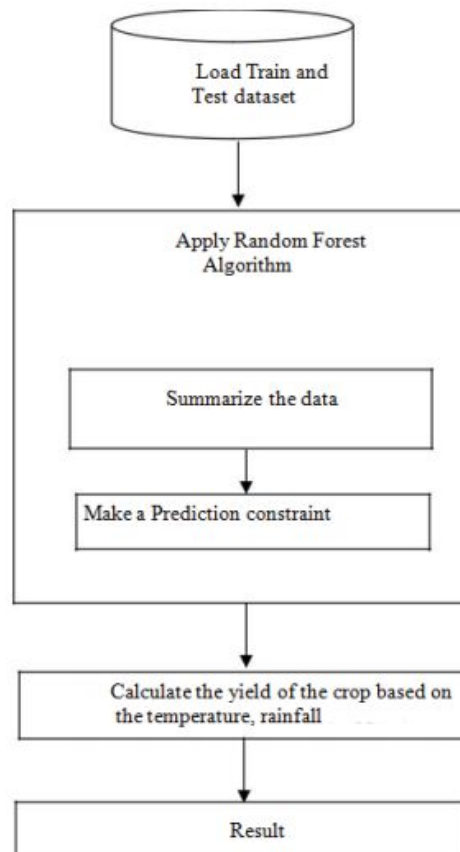 Load Train and
Test dataset
Apply Random Forest
Algorithm
Summarize the data
Make a Prediction constraint
Calculate the yield of the crop based on
the temperature, rainfall
Result